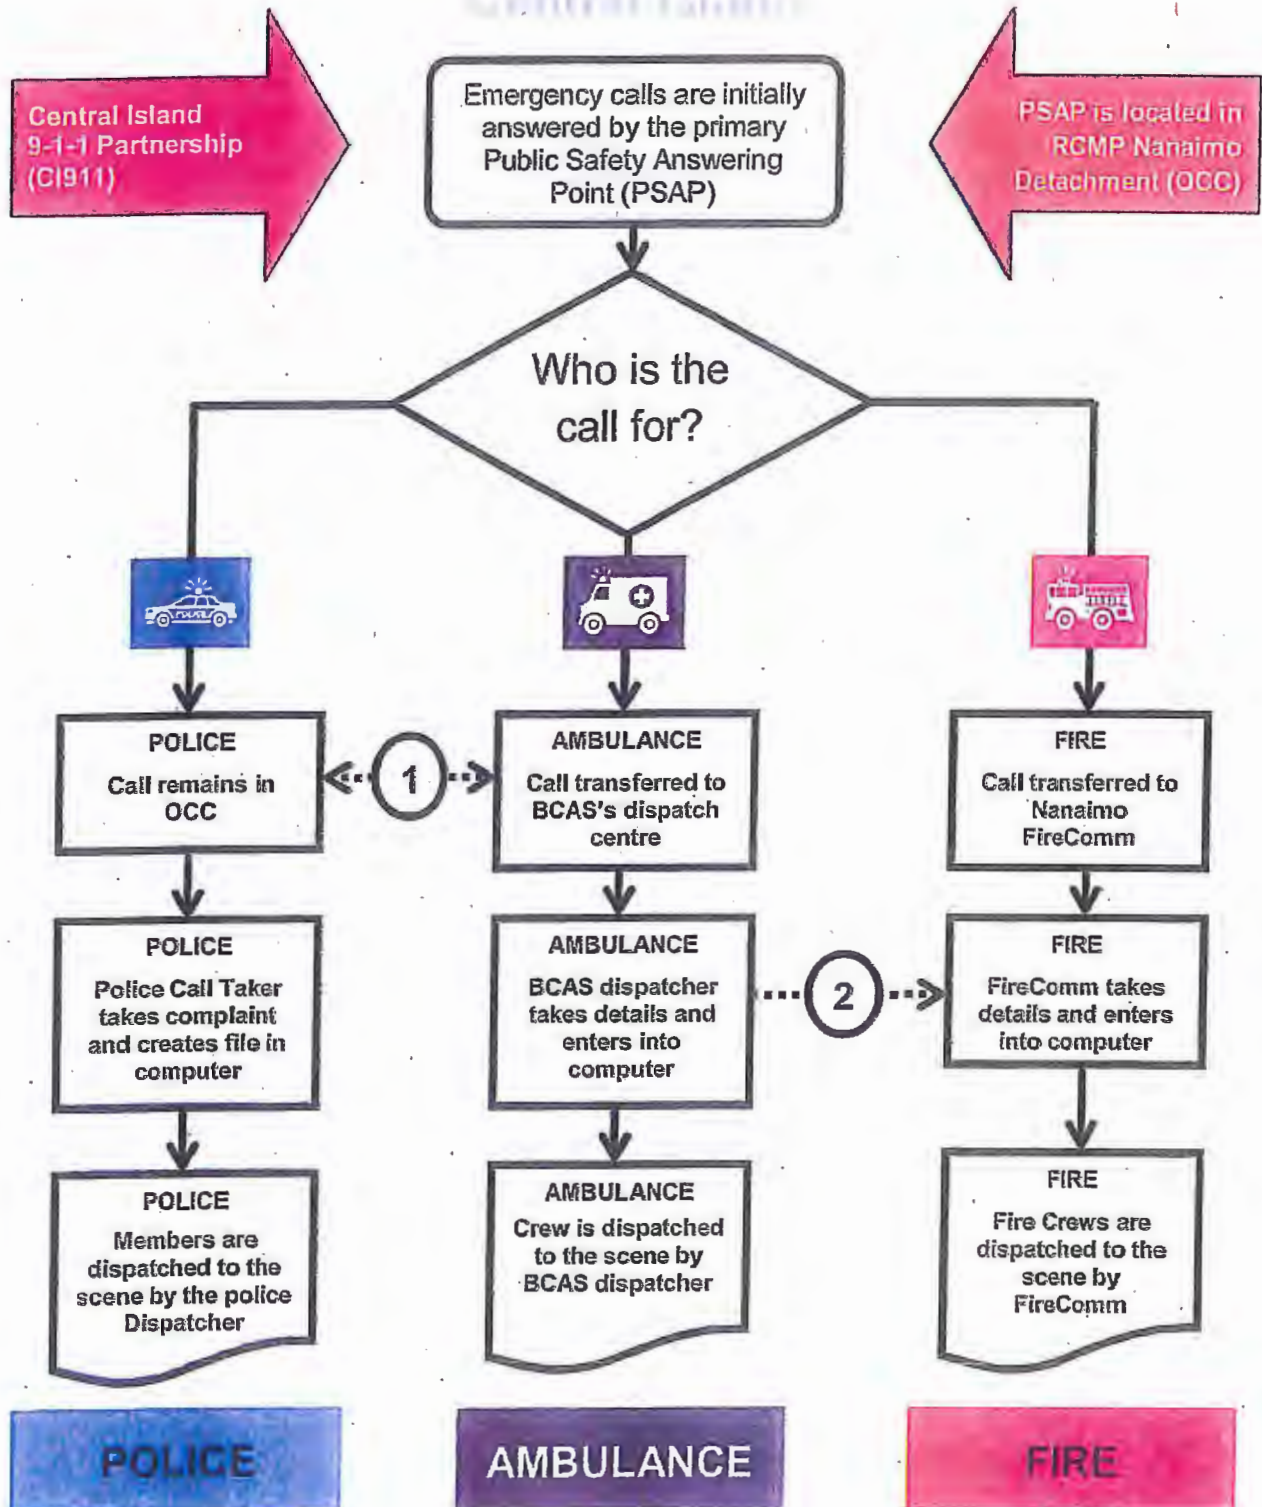 Central Island
9-1-1 Partnership
(CI911)
Emergency calls are initially
answered by the primary
Public Safety Answering
Point (PSAP)
PSAP is located in
RCMP Nanaimo
Detachment (OCC)
Who is the
call for?
POLICE
Call remains in
OCC
1
AMBULANCE
Call transferred to
BCAS's dispatch
centre
FIRE
Call transferred to
Nanaimo
FireComm
POLICE
Police Call Taker
takes complaint
and creates file in
computer
AMBULANCE
BCAS dispatcher
takes details and
enters into
computer
2
FIRE
FireComm takes
details and enters
into computer
POLICE
Members are
dispatched to the
scene by the police
Dispatcher
AMBULANCE
Crew is dispatched
to the scene by
BCAS dispatcher
FIRE
Fire Crews are
dispatched to the
scene by
FireComm
POLICE
AMBULANCE
FIRE